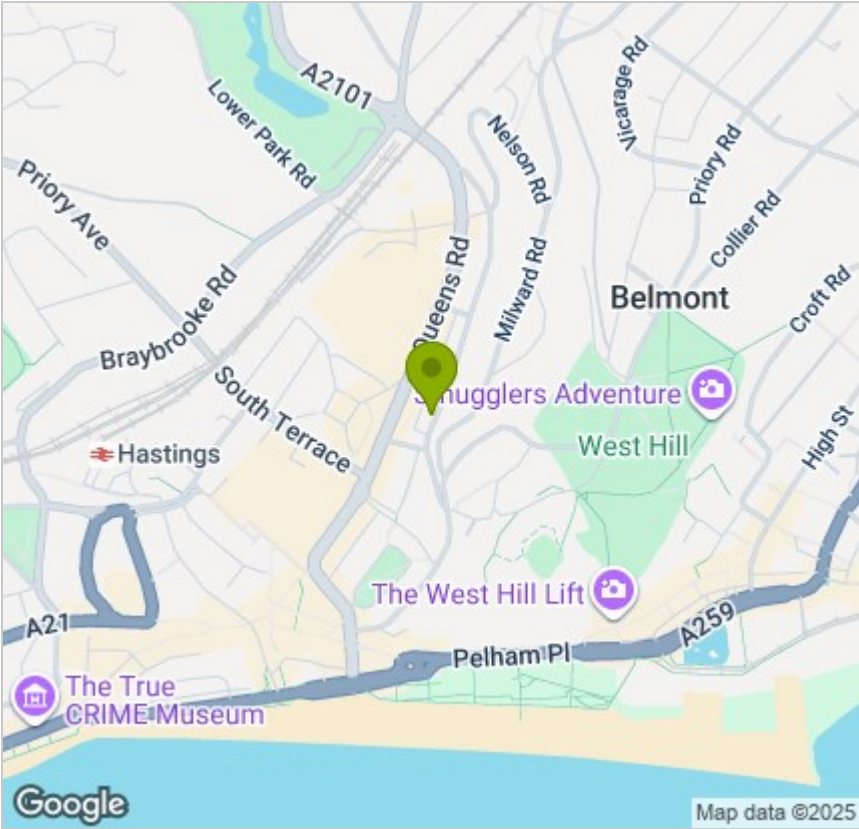 A2101
Lower Park Rd
Nelson Rd
Vicarage Rd
Priory Rd
Priory Ave
Collier Rd
Queens Rd
Milward Rd
Belmont
Croft Rd
Braybrooke Rd
South Terrace
Smugglers Adventure
West Hill
High St
Hastings
The West Hill Lift
A21
A259
Pelham Pl
The True
CRIME Museum
Google
Map data ©2025